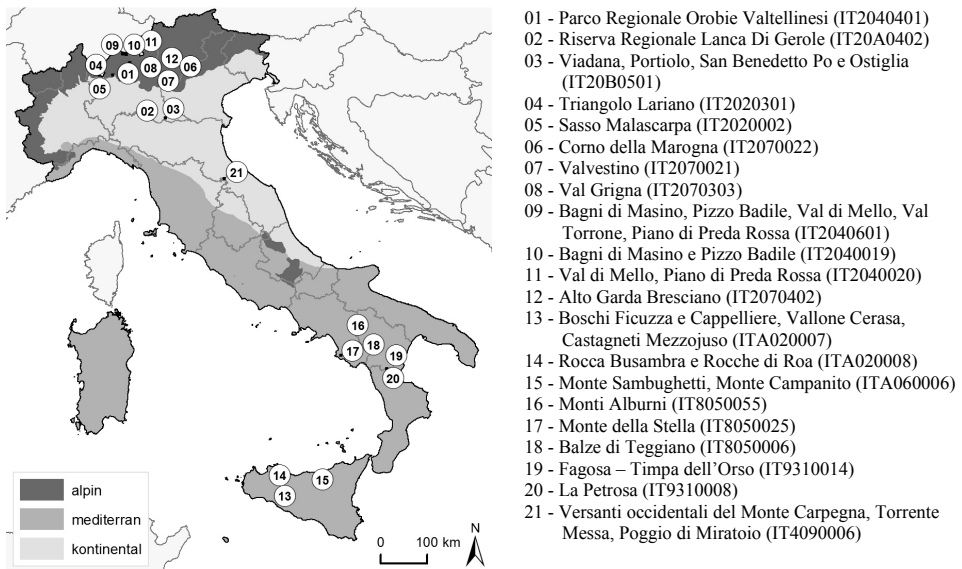 09
10
11
04
01
08
12
06
05
07
02
03
21
16
17
18
19
20
14
15
13
alpin
mediterran
kontinental
N
0 100 km
01 - Parco Regionale Orobie Valtellinesi (IT2040401)
02 - Riserva Regionale Lanca Di Gerole (IT20A0402)
03 - Viadana, Portiolo, San Benedetto Po e Ostiglia
(IT20B0501)
04 - Triangolo Lariano (IT2020301)
05 - Sasso Malascarpa (IT2020002)
06 - Corno della Marogna (IT2070022)
07 - Valvestino (IT2070021)
08 - Val Grigna (IT2070303)
09 - Bagni di Masino, Pizzo Badile, Val di Mello, Val
Torrone, Piano di Preda Rossa (IT2040601)
10 - Bagni di Masino e Pizzo Badile (IT2040019)
11 - Val di Mello, Piano di Preda Rossa (IT2040020)
12 - Alto Garda Bresciano (IT2070402)
13 - Boschi Ficuzza e Cappelliere, Vallone Cerasa,
Castagneti Mezzojuso (ITA020007)
14 - Rocca Busambra e Rocche di Roa (ITA020008)
15 - Monte Sambughetti, Monte Campanito (ITA060006)
16 - Monti Alburni (IT8050055)
17 - Monte della Stella (IT8050025)
18 - Balze di Teggiano (IT8050006)
19 - Fagosa – Timpa dell'Orso (IT9310014)
20 - La Petrosa (IT9310008)
21 - Versanti occidentali del Monte Carpegna, Torrente
Messa, Poggio di Miratoio (IT4090006)